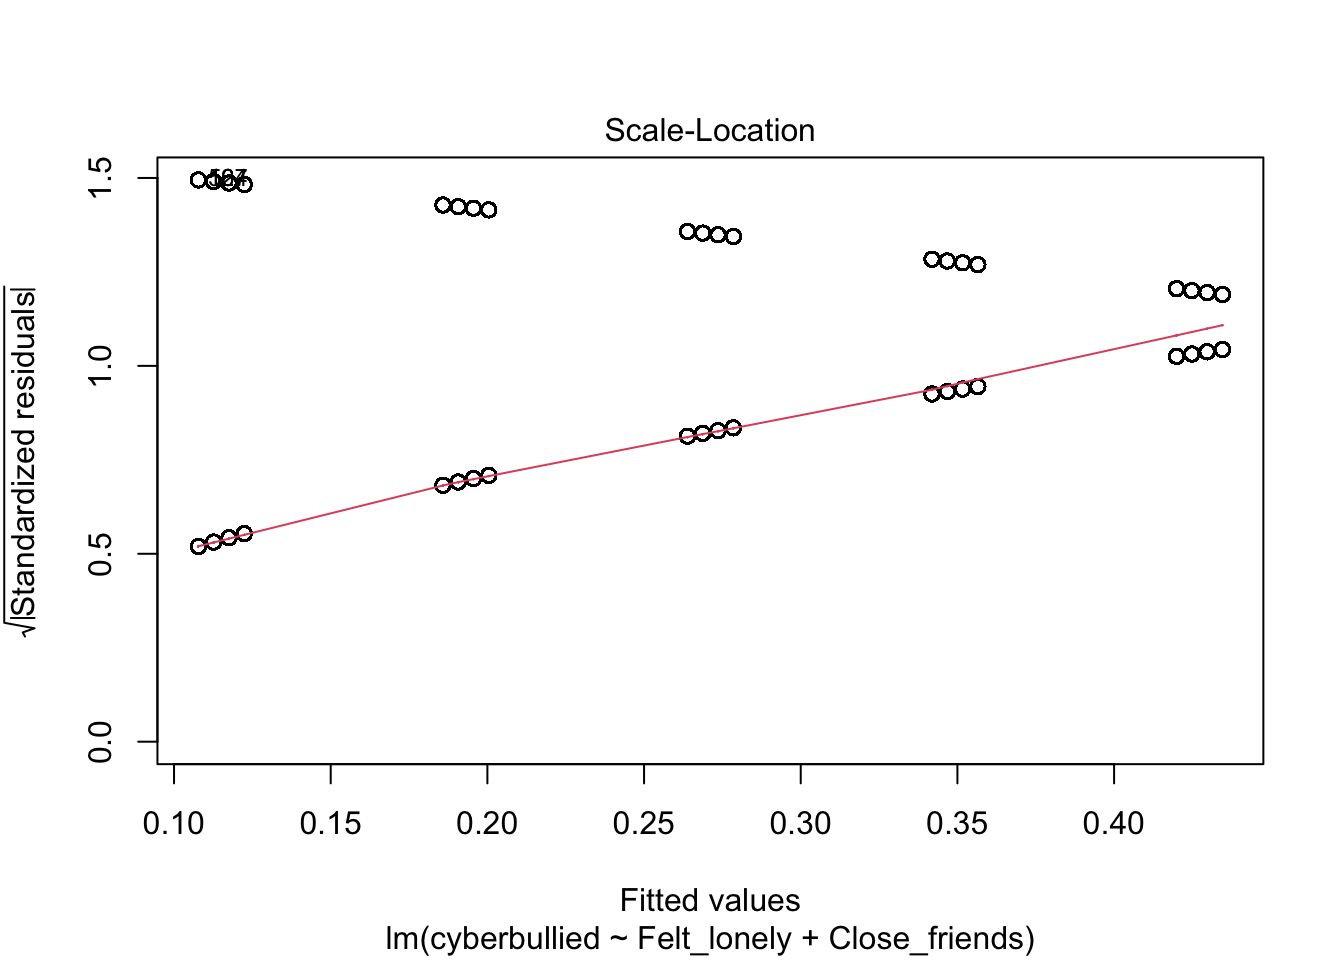 Scale-Location
√|Standardized residuals|
1.5
1.0
0.5
0.0
0.10 0.15 0.20 0.25 0.30 0.35 0.40
Fitted values
lm(cyberbullied ~ Felt_lonely + Close_friends)